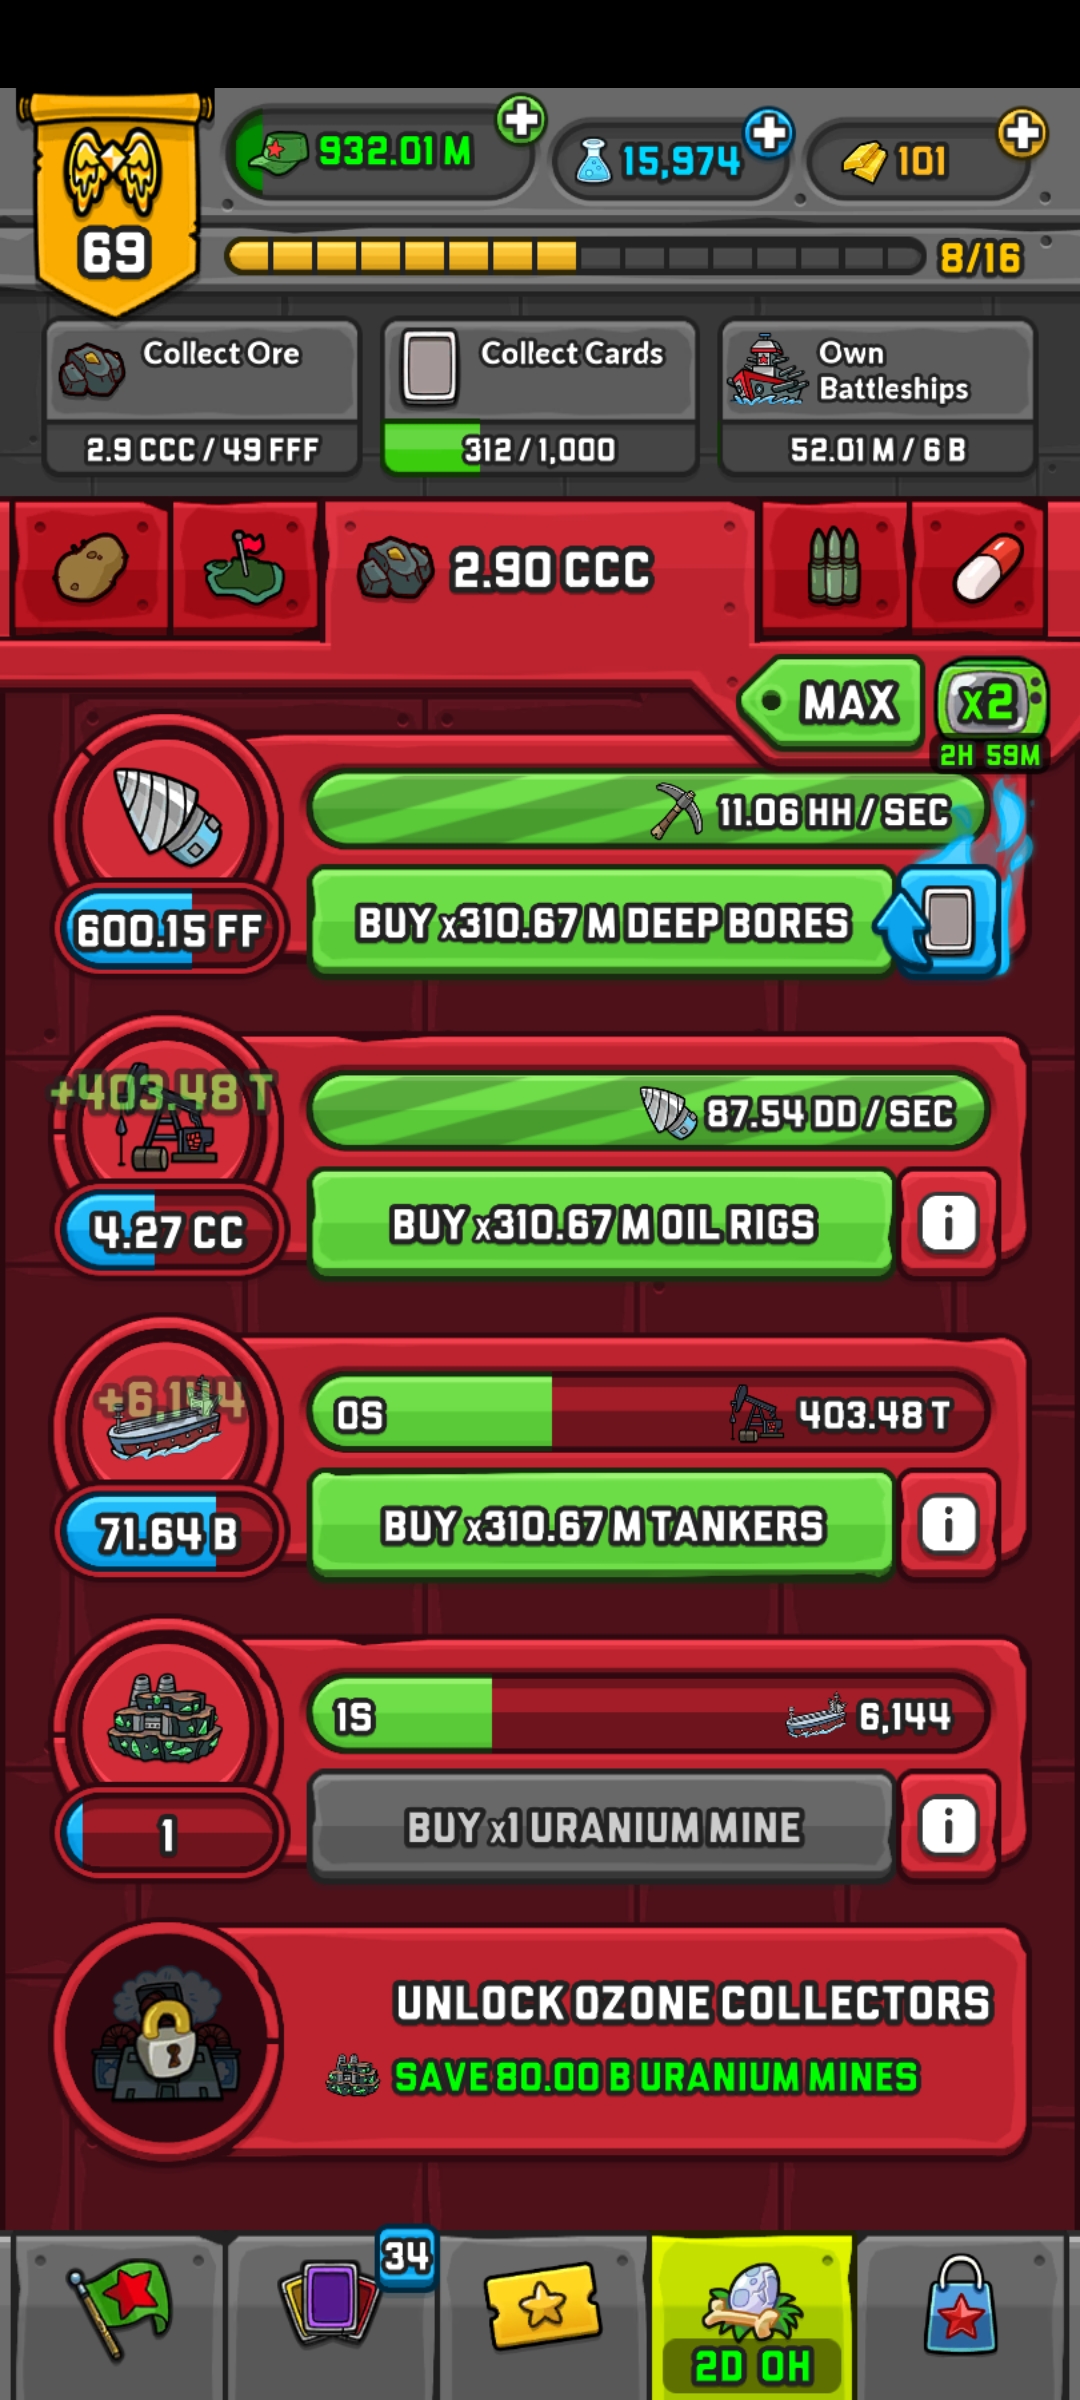 69
932.01 M
15,974
101
8/16
Collect Ore
2.9 CCC / 49 FFF
Collect Cards
312 / 1,000
Own
Battleships
52.01 M / 6 B
2.90 CCC
MAX
x2
2H 59M
11.06 HH / SEC
600.15 FF
BUY x310.67 M DEEP BORES
+403.48 T
87.54 DD / SEC
4.27 CC
BUY x310.67 M OIL RIGS
i
+6,144
0S
403.48 T
71.64 B
BUY x310.67 M TANKERS
i
1S
6,144
1
BUY x1 URANIUM MINE
i
UNLOCK OZONE COLLECTORS
SAVE 80.00 B URANIUM MINES
34
2D 0H